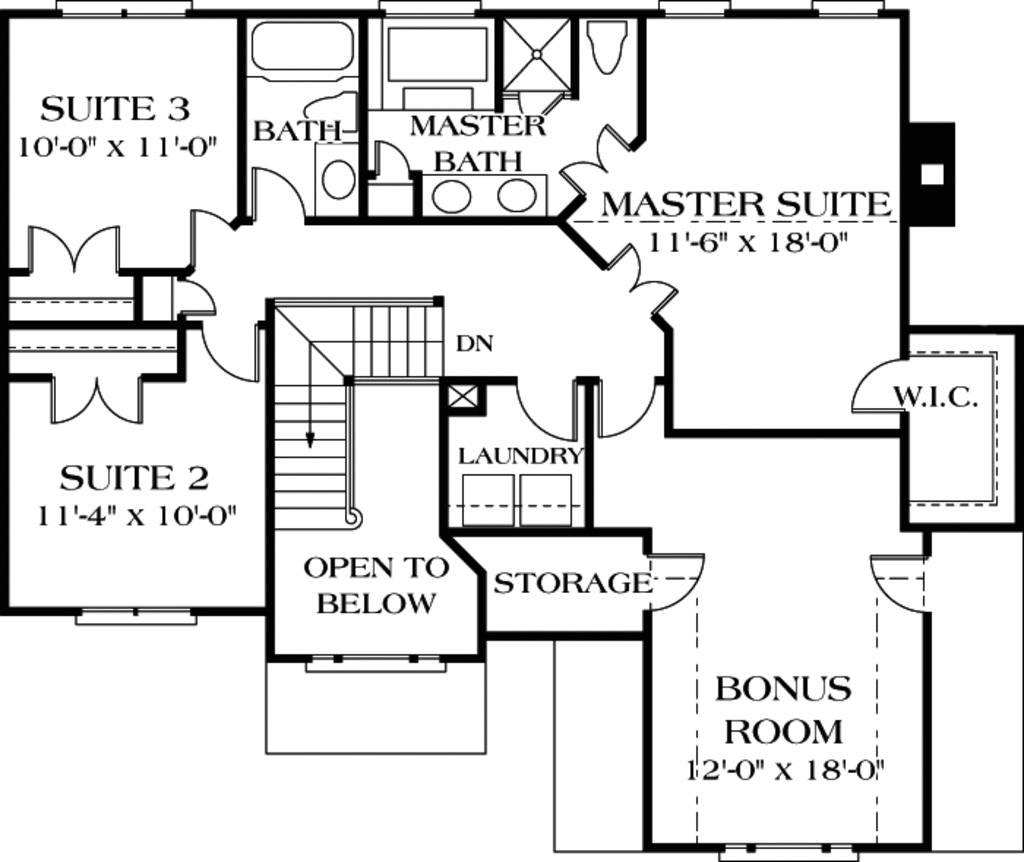 SUITE 3
10'-0" X 11'-0"
BATH
MASTER
BATH
MASTER SUITE
11'-6" X 18'-0"
DN
W.I.C.
LAUNDRY
SUITE 2
11'-4" X 10'-0"
OPEN TO
BELOW
STORAGE
BONUS
ROOM
12'-0" X 18'-0"